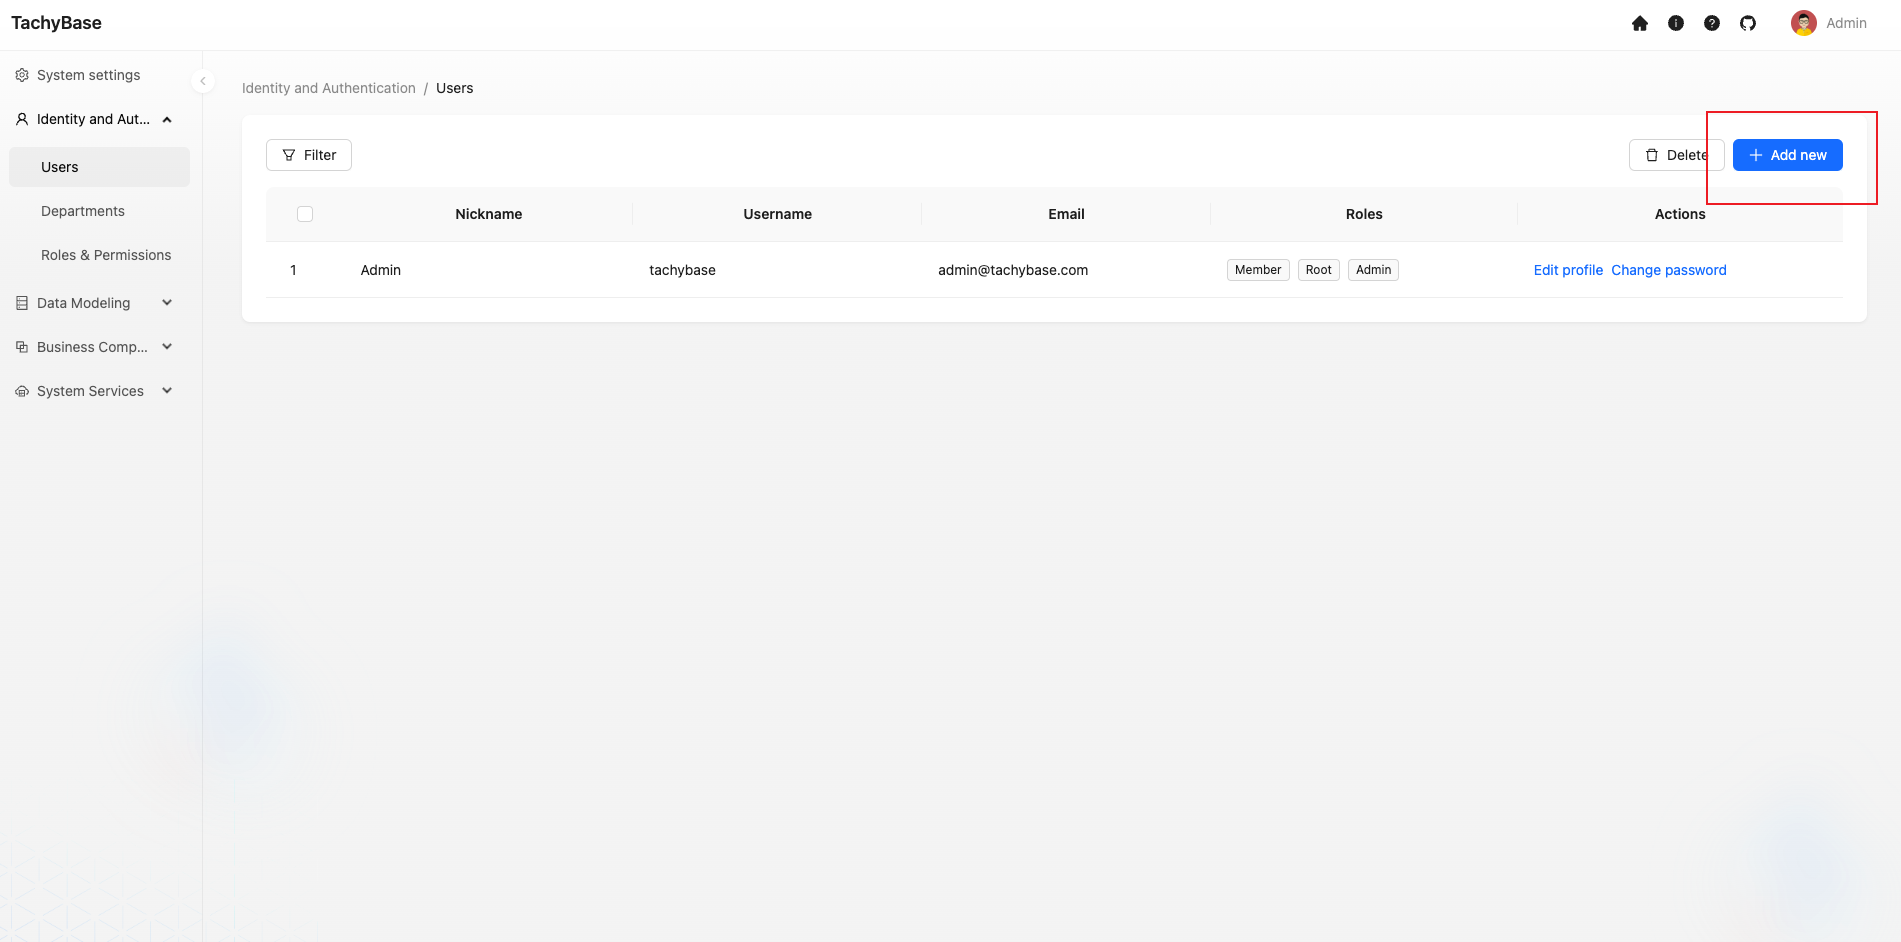 TachyBase
Admin
System settings
Identity and Aut...
Users
Departments
Roles & Permissions
Data Modeling
Business Comp...
System Services
Identity and Authentication / Users
Filter
Delete
Add new
Nickname Username Email Roles Actions
1 Admin tachybase admin@tachybase.com Member Root Admin Edit profile Change password